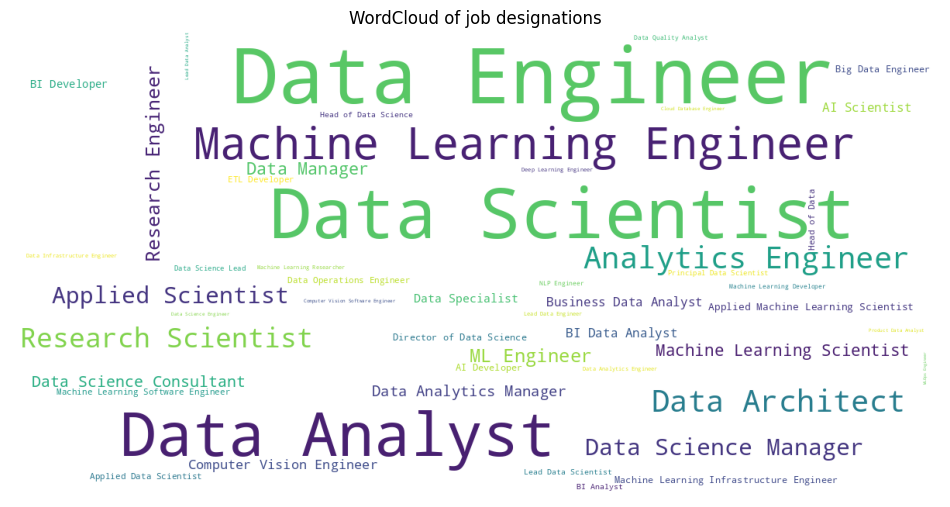 WordCloud of job designations
Lead Data Analyst
Data Quality Analyst
Data Engineer
Big Data Engineer
BI Developer
AI Scientist
Head of Data Science
Research Engineer
Machine Learning Engineer
Data Manager
Deep Learning Engineer
ETL Developer
Data Scientist
Head of Data
Analytics Engineer
Data Infrastructure Engineer
Data Science Lead
Machine Learning Researcher
Principal Data Scientist
Data Operations Engineer
NLP Engineer
Machine Learning Developer
Applied Scientist
Computer Vision Software Engineer
Data Specialist
Business Data Analyst
Applied Machine Learning Scientist
Data Science Engineer
Lead Data Engineer
Research Scientist
Director of Data Science
BI Data Analyst
Product Data Analyst
ML Engineer
Machine Learning Scientist
AI Developer
Data Analytics Engineer
Data Science Consultant
Machine Learning Software Engineer
Data Analytics Manager
Data Architect
Data Analyst
Data Science Manager
Computer Vision Engineer
Applied Data Scientist
Lead Data Scientist
Machine Learning Infrastructure Engineer
BI Analyst